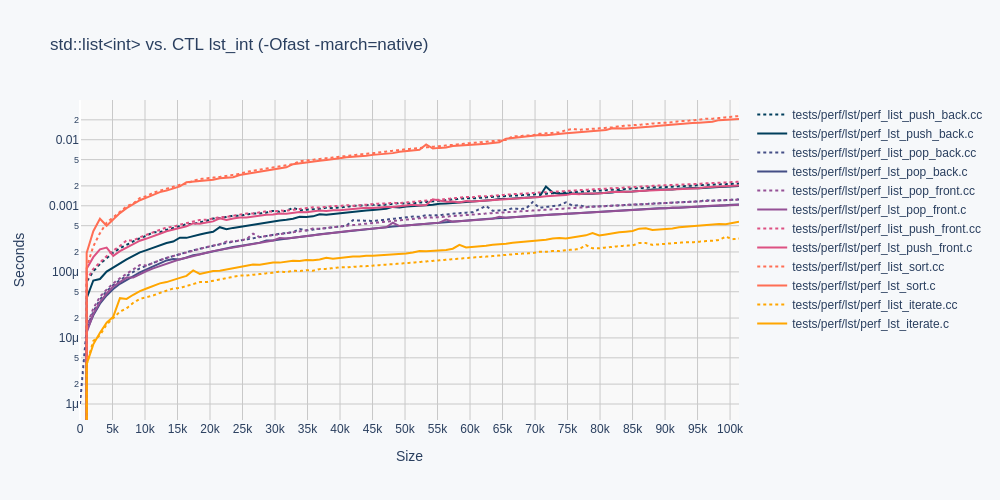 std::list<int> vs. CTL lst_int (-Ofast -march=native)
2
0.01
5
2
0.001
5
2
100μ
5
2
10μ
5
2
1μ
Seconds
0 5k 10k 15k 20k 25k 30k 35k 40k 45k 50k 55k 60k 65k 70k 75k 80k 85k 90k 95k 100k
Size
tests/perf/lst/perf_list_push_back.cc
tests/perf/lst/perf_lst_push_back.c
tests/perf/lst/perf_list_pop_back.cc
tests/perf/lst/perf_lst_pop_back.c
tests/perf/lst/perf_list_pop_front.cc
tests/perf/lst/perf_lst_pop_front.c
tests/perf/lst/perf_list_push_front.cc
tests/perf/lst/perf_lst_push_front.c
tests/perf/lst/perf_list_sort.cc
tests/perf/lst/perf_lst_sort.c
tests/perf/lst/perf_list_iterate.cc
tests/perf/lst/perf_lst_iterate.c